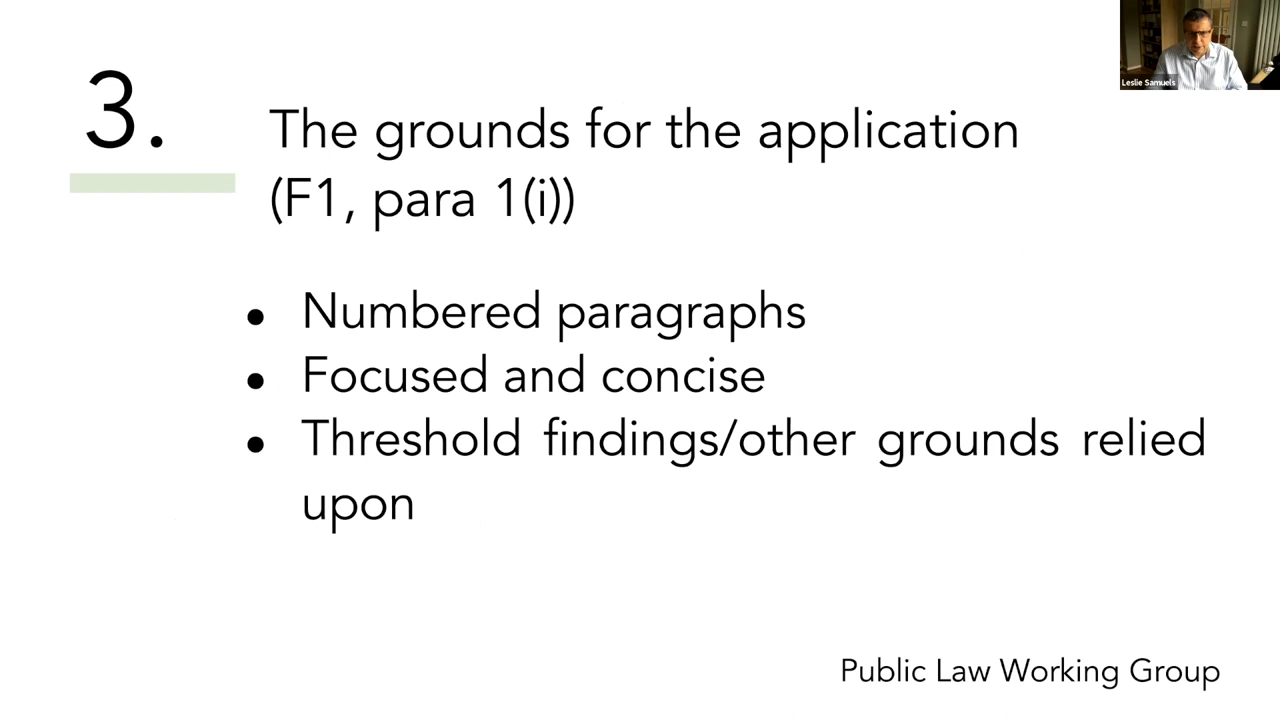 Leslie Samuels
3.
The grounds for the application
(F1, para 1(i))
• Numbered paragraphs
• Focused and concise
• Threshold findings/other grounds relied
upon
Public Law Working Group